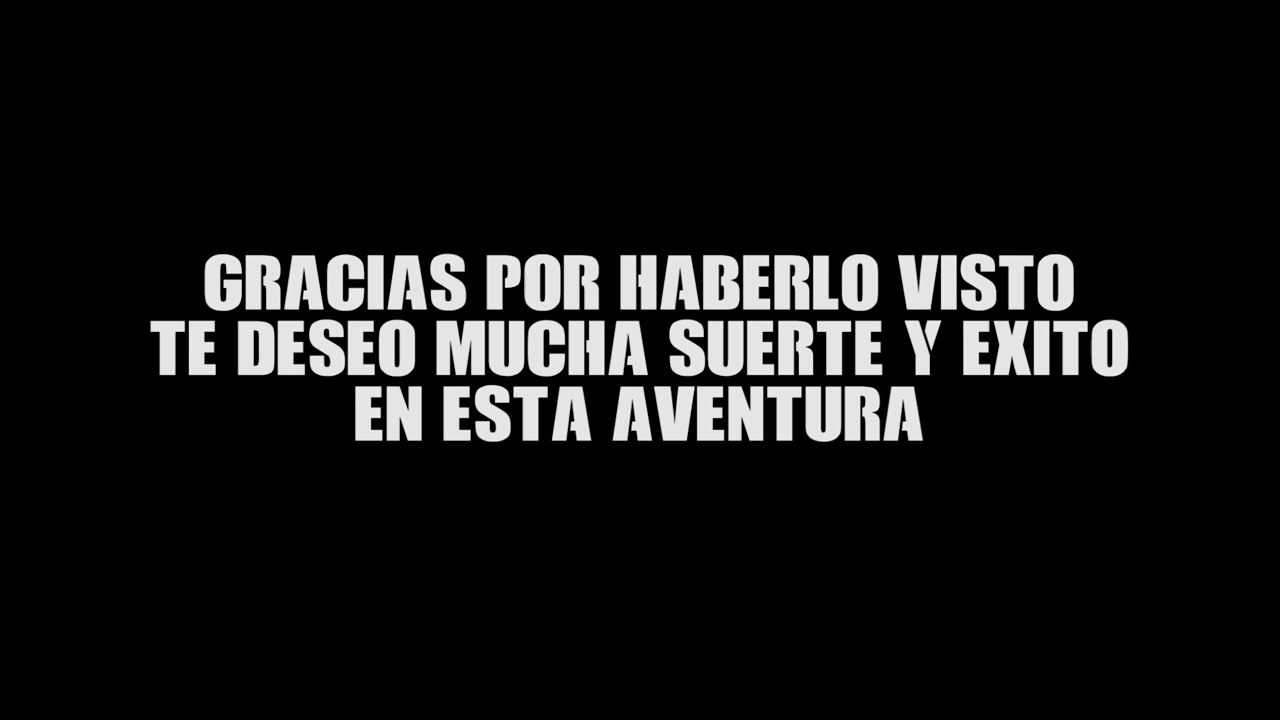 GRACIAS POR HABERLO VISTO
TE DESEO MUCHA SUERTE Y EXITO
EN ESTA AVENTURA